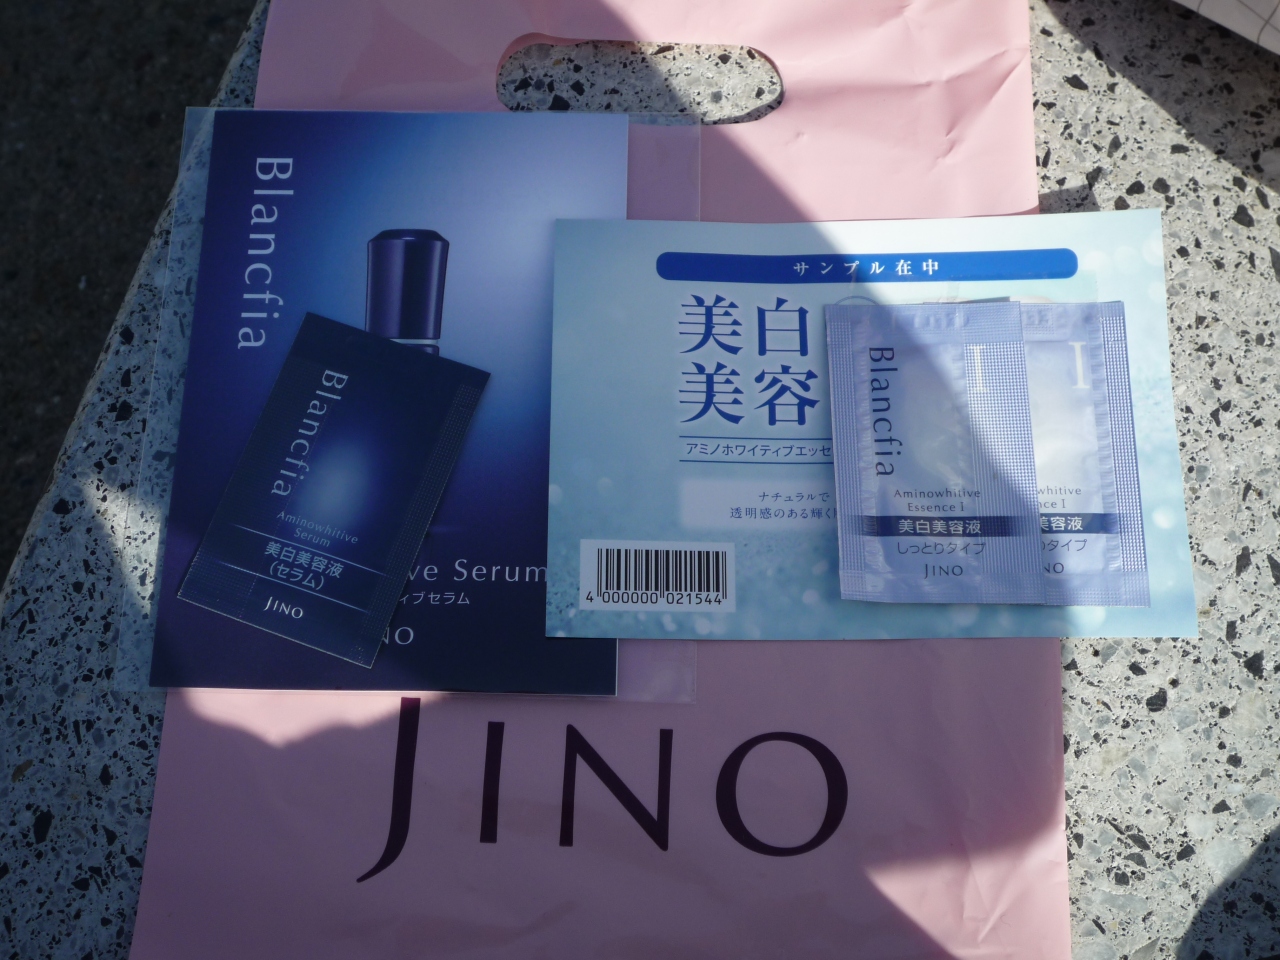 Blancfia
Blancfia
Aminowhitive
Serum
美白美容液
(セラム)
JINO
ve Serum
ィブセラム
NO
サンプル在中
美白
美容
アミノホワイティブエッセ
ナチュラルで
透明感のある輝く
4 000000 021544
Blancfia
I
Aminowhitive
Essence I
美白美容液
しっとりタイプ
JINO
I
whitive
nce I
容液
タイプ
NO
JINO